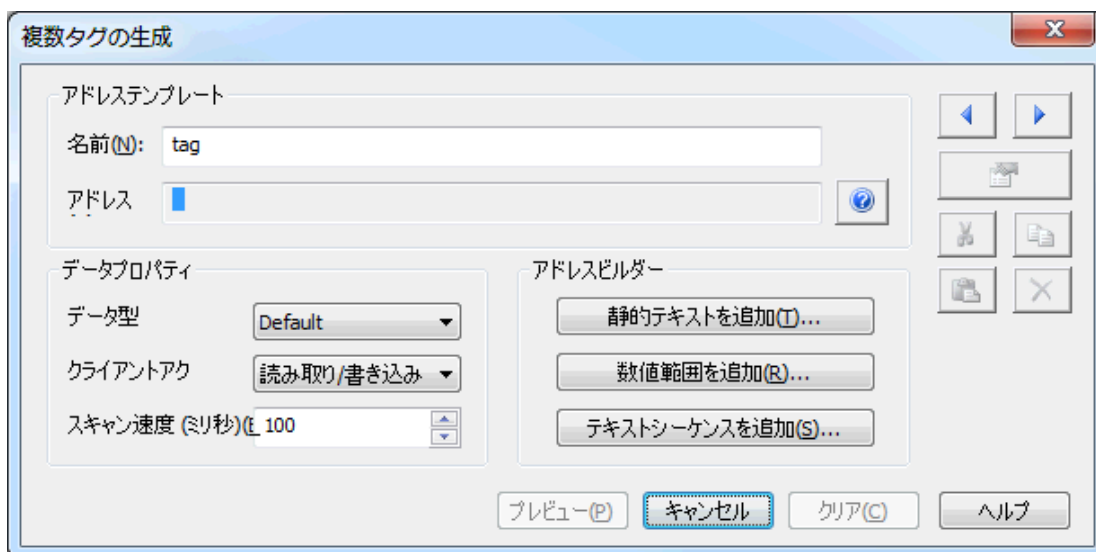 複数タグの生成
アドレステンプレート
名前(N): tag
アドレス
データプロパティ
データ型 Default
クライアントアク 読み取り/書き込み
スキャン速度 (ミリ秒)( 100
アドレスビルダー
静的テキストを追加(T)...
数値範囲を追加(R)...
テキストシーケンスを追加(S)...
プレビュー(P) キャンセル クリア(C) ヘルプ